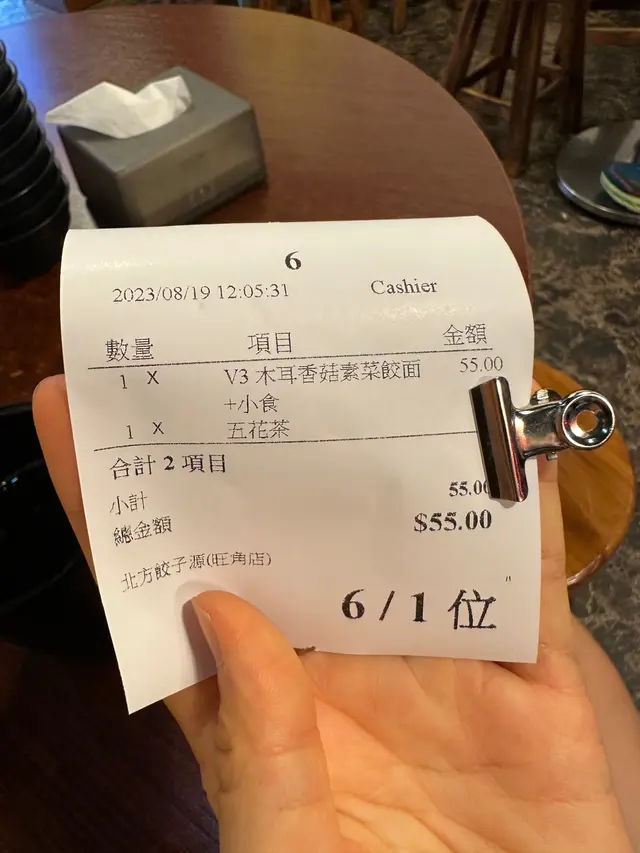 6
2023/08/19 12:05:31 Cashier
數量 項目 金額
1 X V3 木耳香菇素菜餃面 55.00
+小食
1 X 五花茶
合計 2 項目
小計 55.00
總金額 $55.00
北方餃子源(旺角店)
6 / 1 位